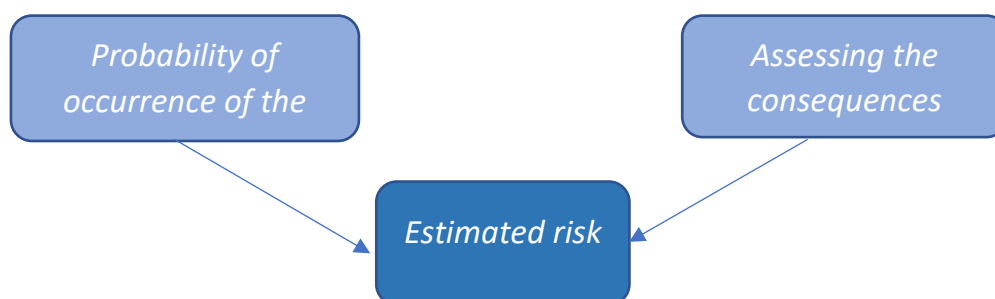 Probability of
occurrence of the
Assessing the
consequences
Estimated risk